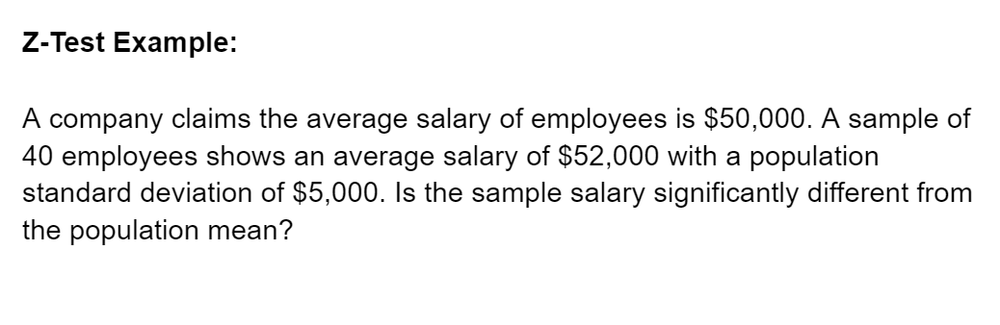 Z-Test Example:
A company claims the average salary of employees is $50,000. A sample of
40 employees shows an average salary of $52,000 with a population
standard deviation of $5,000. Is the sample salary significantly different from
the population mean?